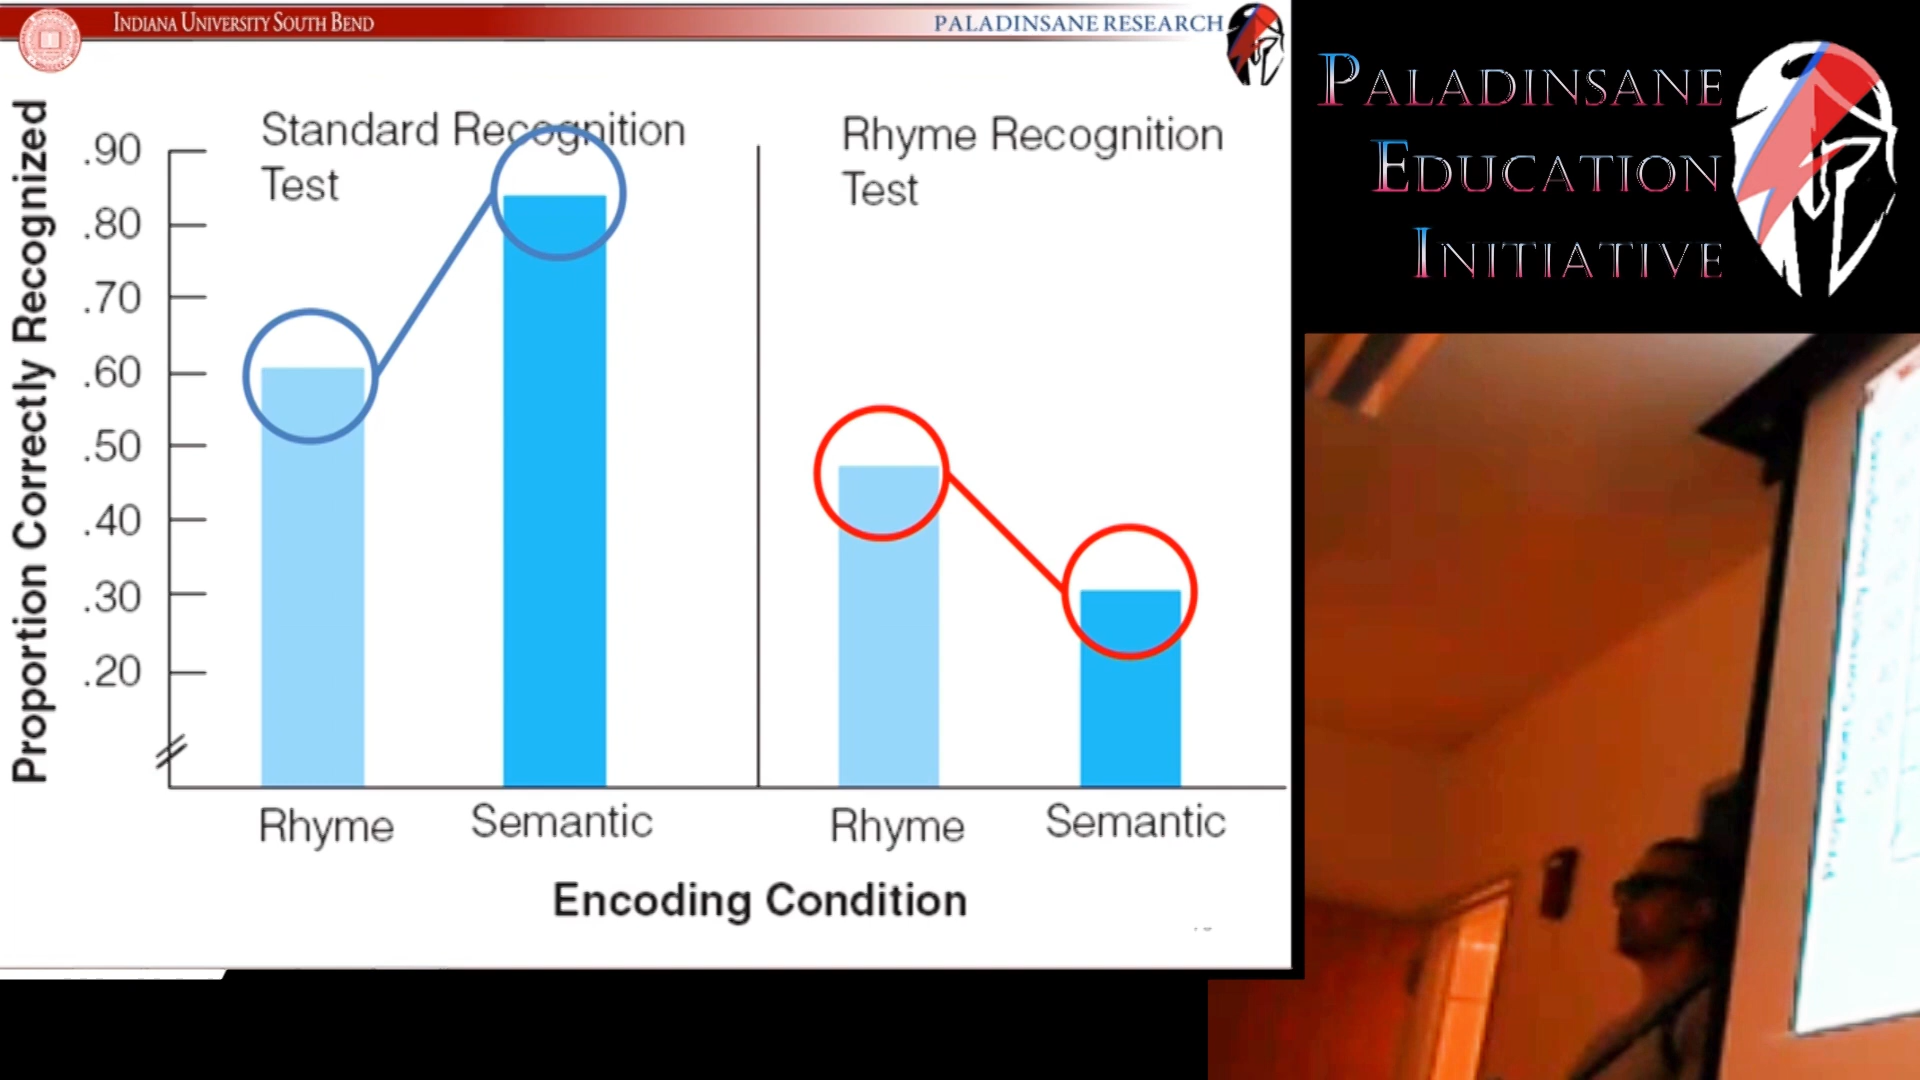 INDIANA UNIVERSITY SOUTH BEND
PALADINSANE RESEARCH
PALADINSANE
EDUCATION
INITIATIVE
Proportion Correctly Recognized
Standard Recognition
Test
Rhyme Recognition
Test
.90
.80
.70
.60
.50
.40
.30
.20
Rhyme
Semantic
Rhyme
Semantic
Encoding Condition